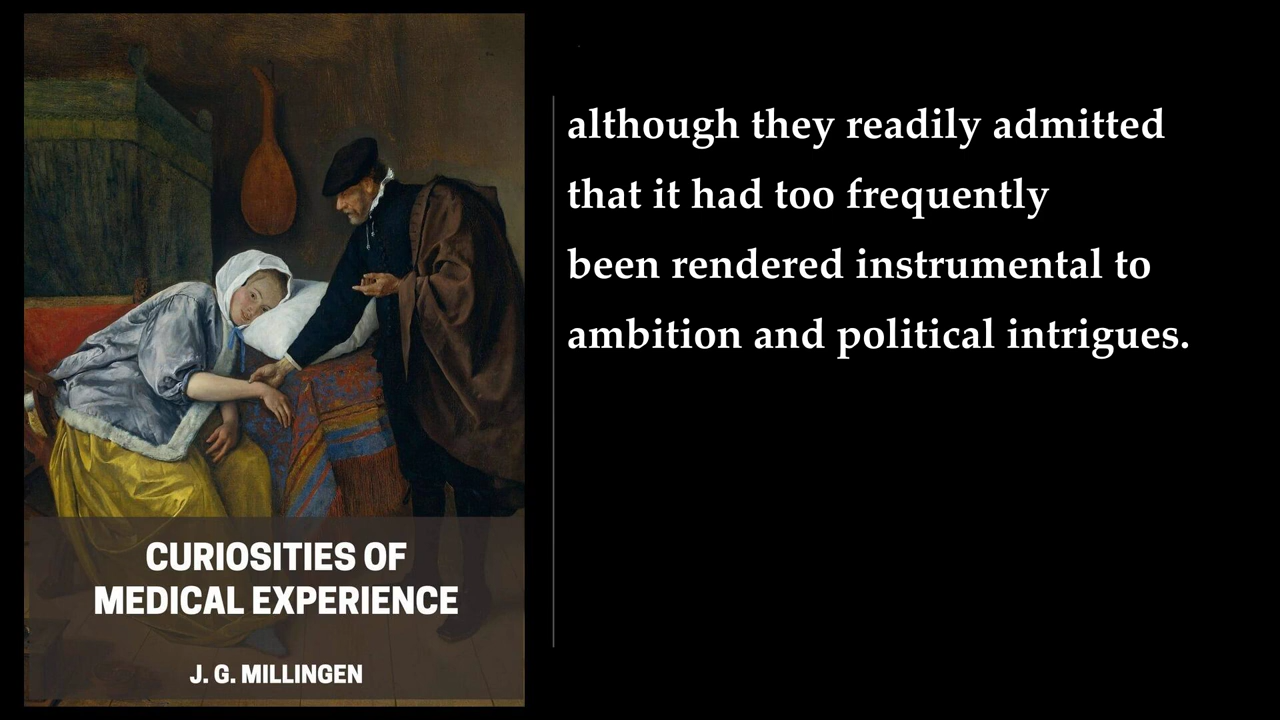 CURIOSITIES OF
MEDICAL EXPERIENCE
J. G. MILLINGEN
although they readily admitted
that it had too frequently
been rendered instrumental to
ambition and political intrigues.